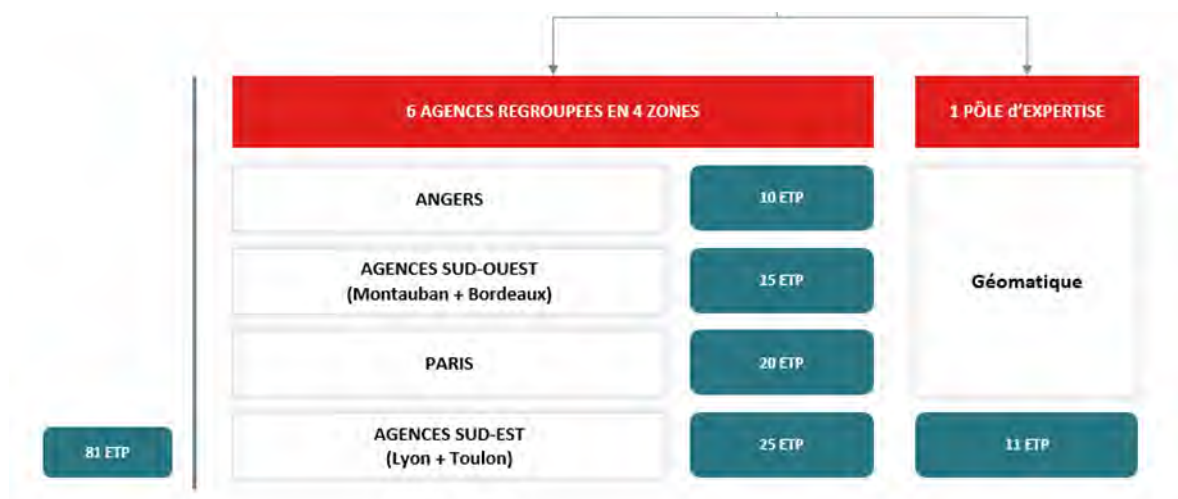 6 AGENCES REGROUPEES EN 4 ZONES
1 PÔLE d'EXPERTISE
ANGERS
10 ETP
AGENCES SUD-OUEST
(Montauban + Bordeaux)
15 ETP
Géomatique
PARIS
20 ETP
81 ETP
AGENCES SUD-EST
(Lyon + Toulon)
25 ETP
11 ETP